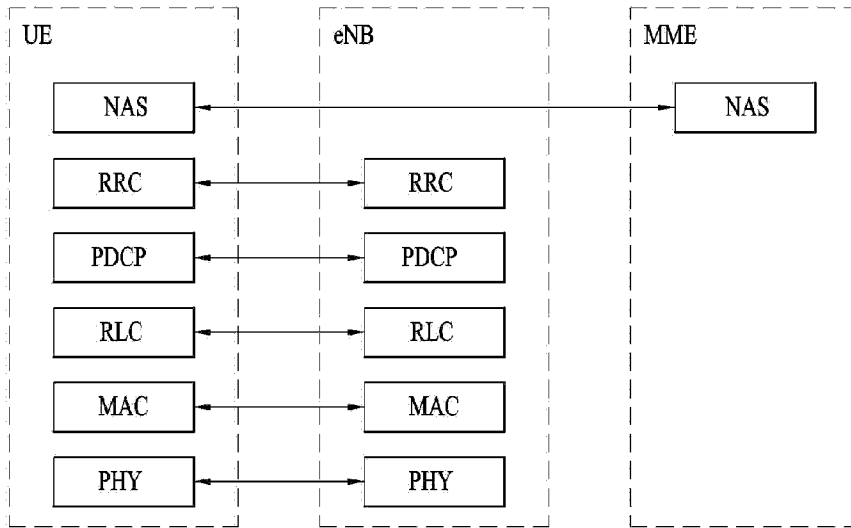 UE eNB MME
NAS NAS
RRC RRC
PDCP PDCP
RLC RLC
MAC MAC
PHY PHY